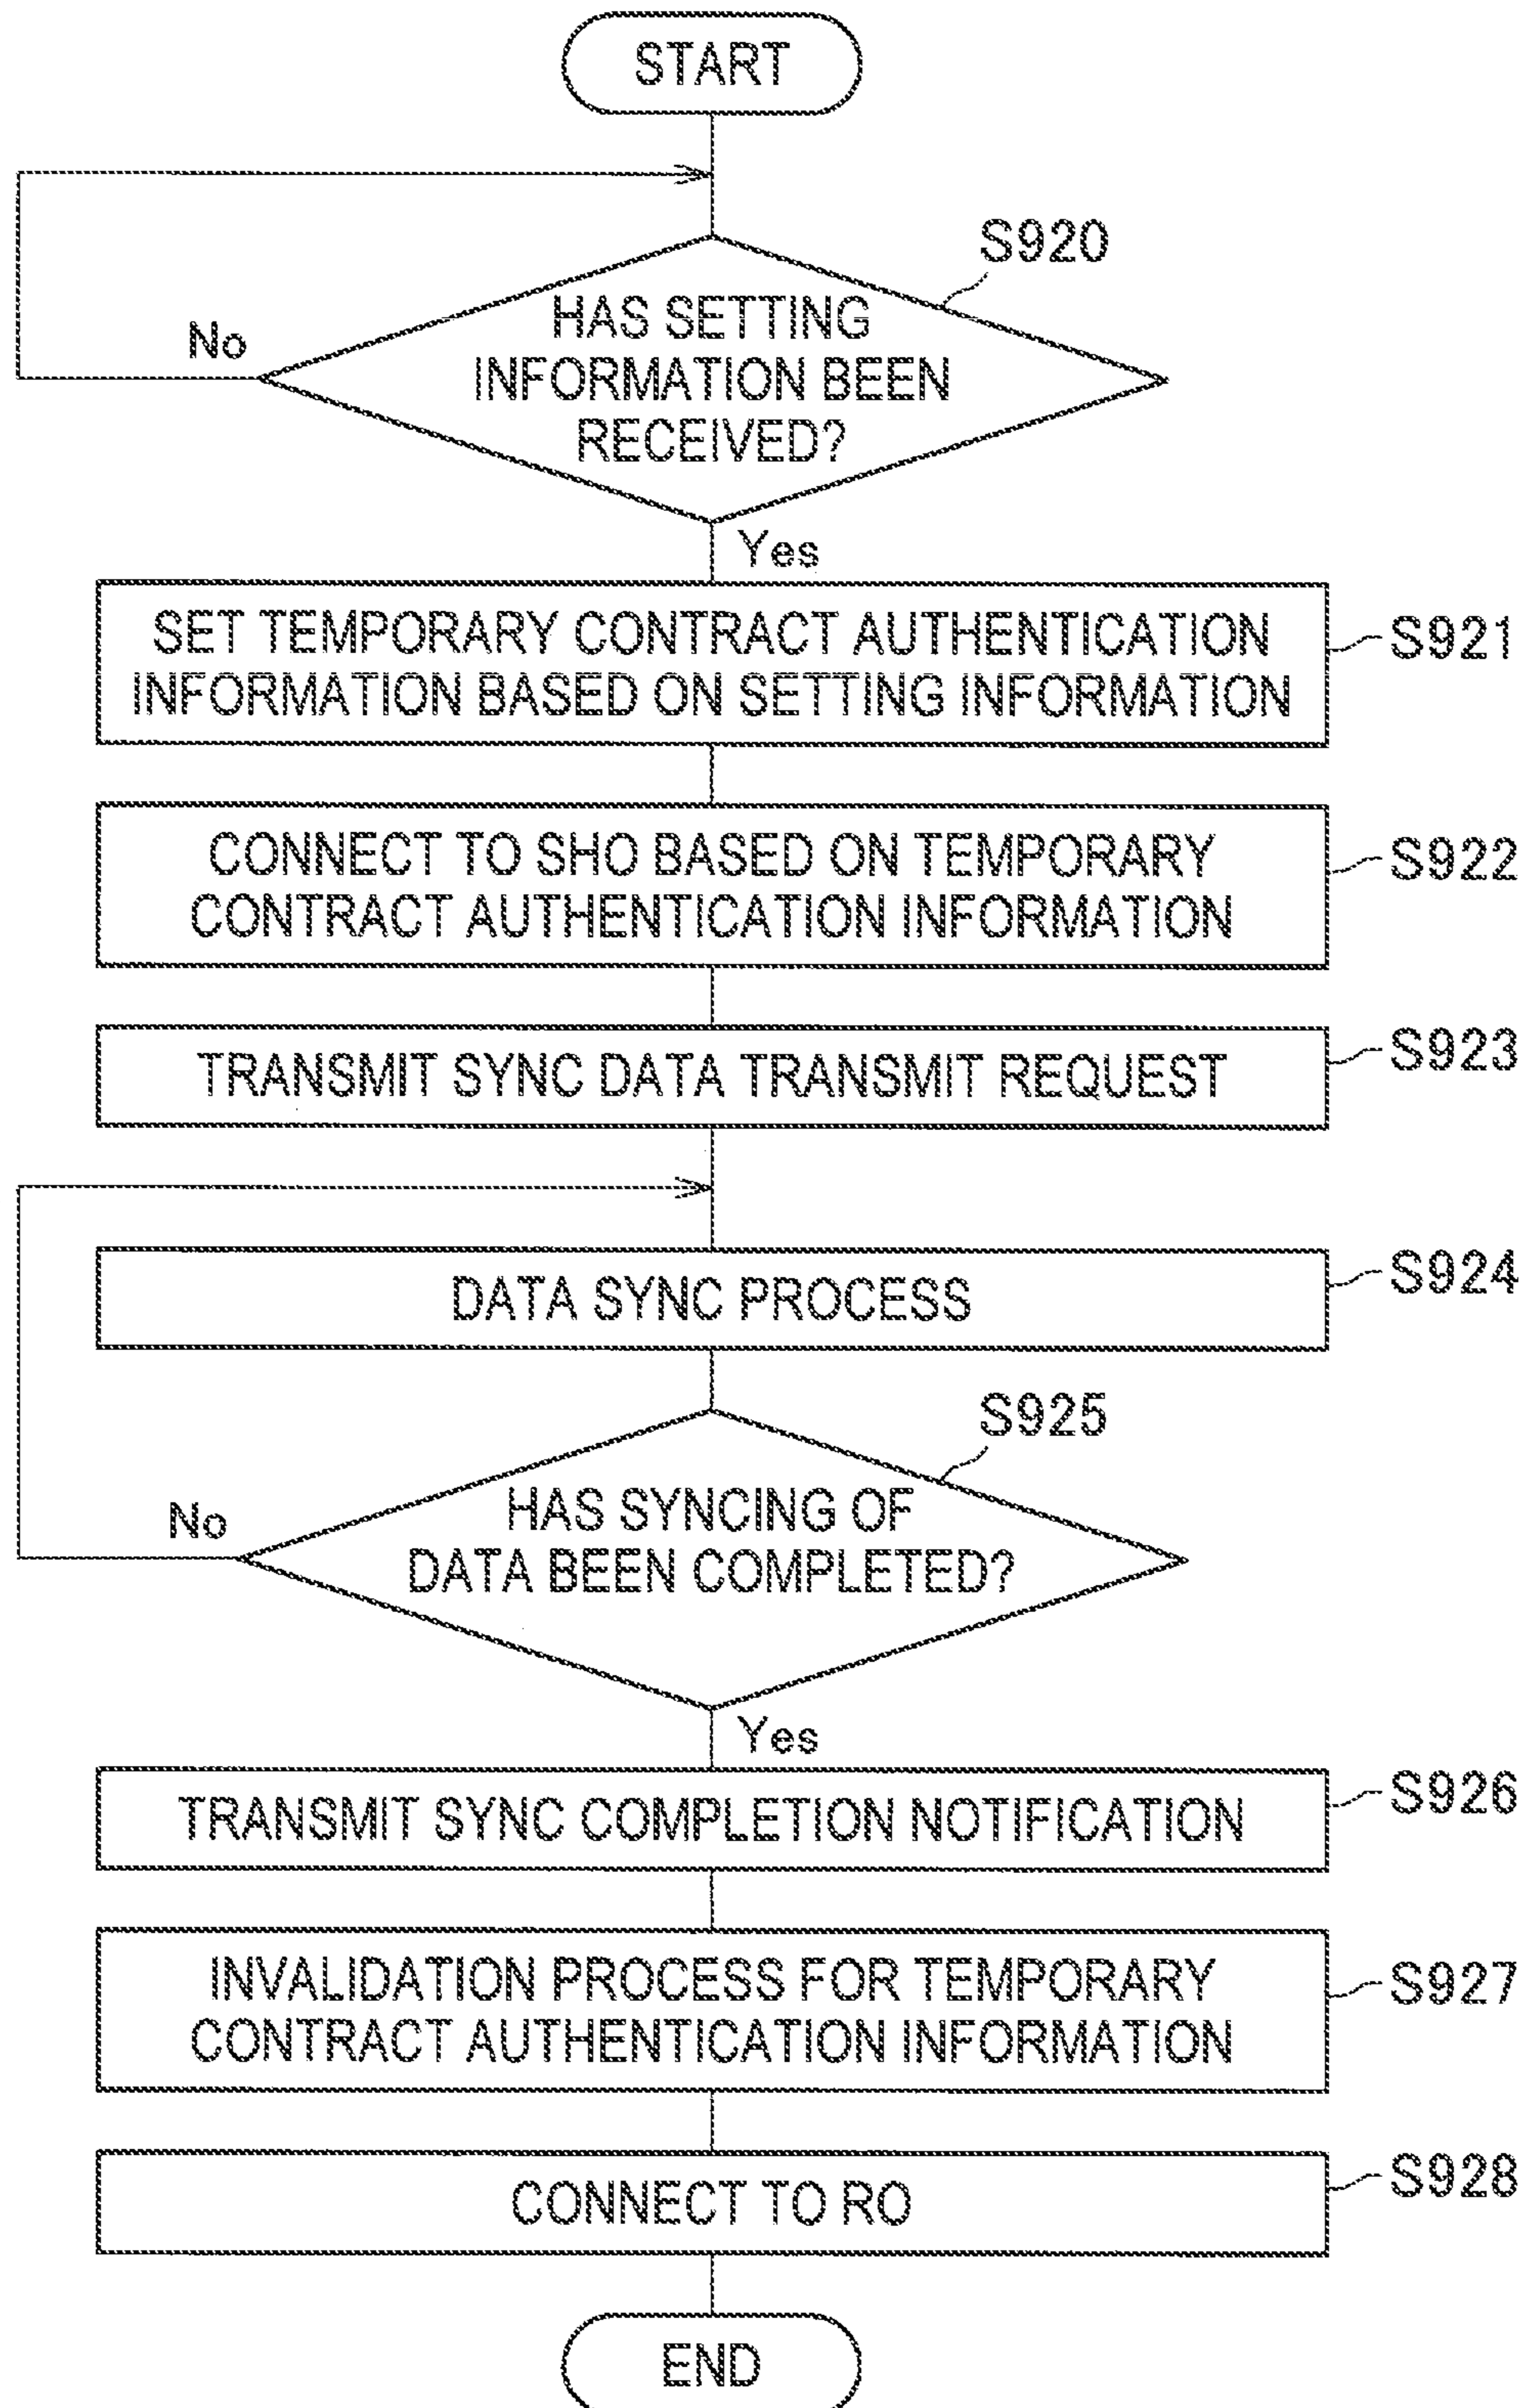 START
S920
HAS SETTING
INFORMATION BEEN
RECEIVED?
No
Yes
SET TEMPORARY CONTRACT AUTHENTICATION
INFORMATION BASED ON SETTING INFORMATION
S921
CONNECT TO SHO BASED ON TEMPORARY
CONTRACT AUTHENTICATION INFORMATION
S922
TRANSMIT SYNC DATA TRANSMIT REQUEST
S923
DATA SYNC PROCESS
S924
S925
HAS SYNCING OF
DATA BEEN COMPLETED?
No
Yes
TRANSMIT SYNC COMPLETION NOTIFICATION
S926
INVALIDATION PROCESS FOR TEMPORARY
CONTRACT AUTHENTICATION INFORMATION
S927
CONNECT TO RO
S928
END